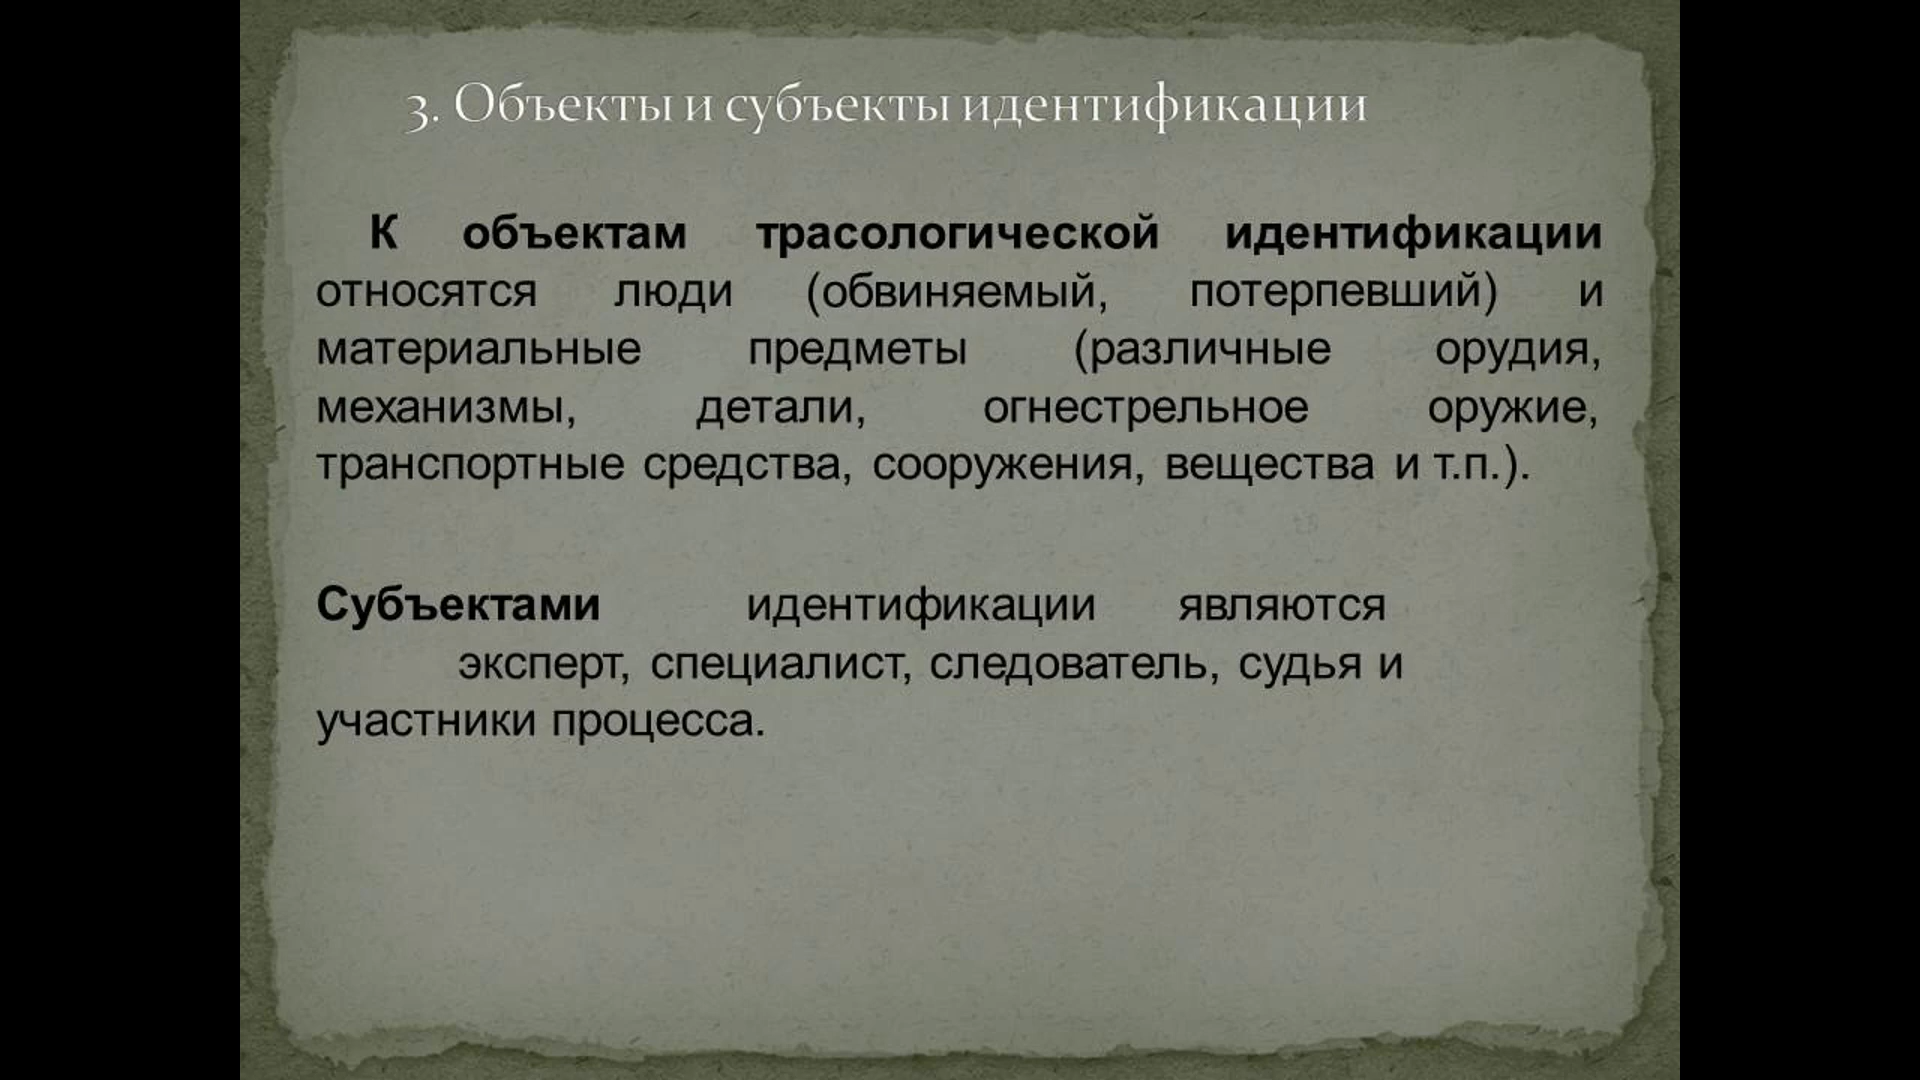 3. Объекты и субъекты идентификации
К объектам трасологической идентификации
относятся люди (обвиняемый, потерпевший) и
материальные предметы (различные орудия,
механизмы, детали, огнестрельное оружие,
транспортные средства, сооружения, вещества и т.п.).
Субъектами идентификации являются
эксперт, специалист, следователь, судья и
участники процесса.